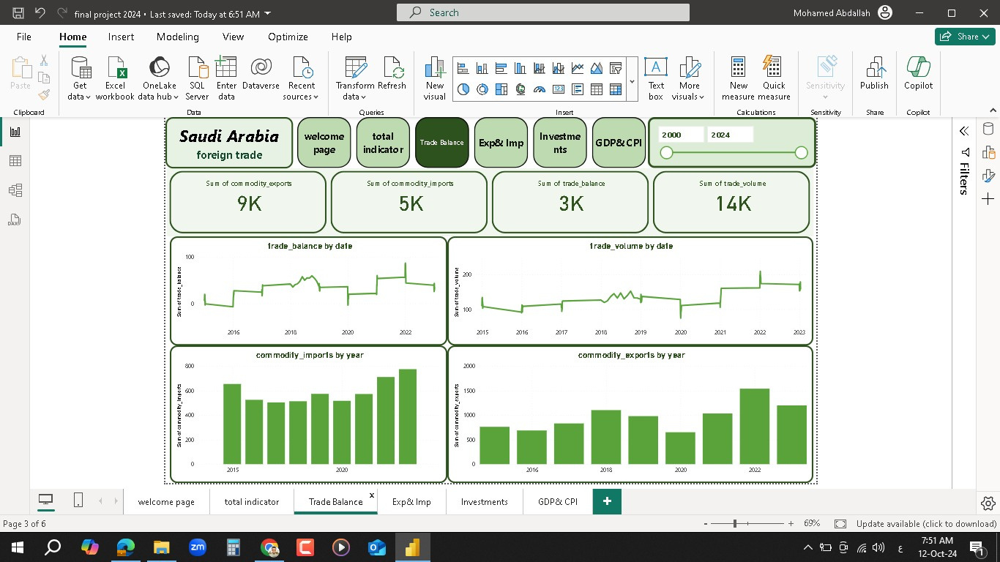 final project 2024 • Last saved: Today at 6:51 AM
Search
Mohamed Abdallah
File Home Insert Modeling View Optimize Help
Share
Paste
Get data
Excel workbook
OneLake data hub
SQL Server
Enter data
Dataverse
Recent sources
Transform data
Refresh
New visual
123
Text box
More visuals
New measure
Quick measure
Sensitivity
Publish
Copilot
Clipboard
Data
Queries
Insert
Calculations
Sensitivity
Share
Copilot
Saudi Arabia
foreign trade
welcome
page
total
indicator
Trade Balance
Exp& Imp
Investme
nts
GDP& CPI
2000 2024
Filters
DAX
Sum of commodity_exports
9K
Sum of commodity_imports
5K
Sum of trade_balance
3K
Sum of trade_volume
14K
trade_balance by date
Sum of trade_balance
100
0
2016 2018 2020 2022
trade_volume by date
Sum of trade_volume
200
100
2015 2016 2017 2018 2019 2020 2021 2022 2023
commodity_imports by year
Sum of commodity_imports
800
600
400
200
0
2015 2020
commodity_exports by year
Sum of commodity_exports
2000
1500
1000
500
0
2016 2018 2020 2022
welcome page
total indicator
Trade Balance
x
Exp& Imp
Investments
GDP& CPI
+
Page 3 of 6
- + 69%
Update available (click to download)
zm
ع
7:51 AM
12-Oct-24
1